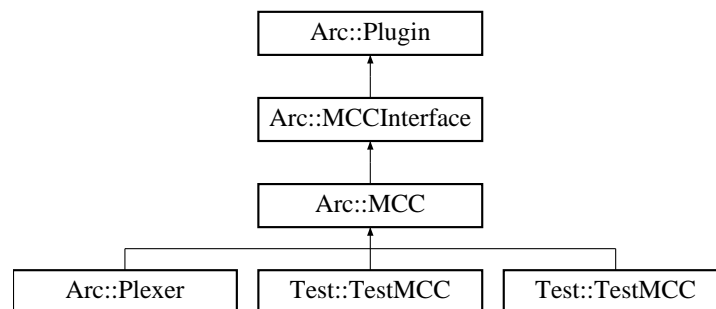 Arc::Plugin
Arc::MCCInterface
Arc::MCC
Arc::Plexer
Test::TestMCC
Test::TestMCC